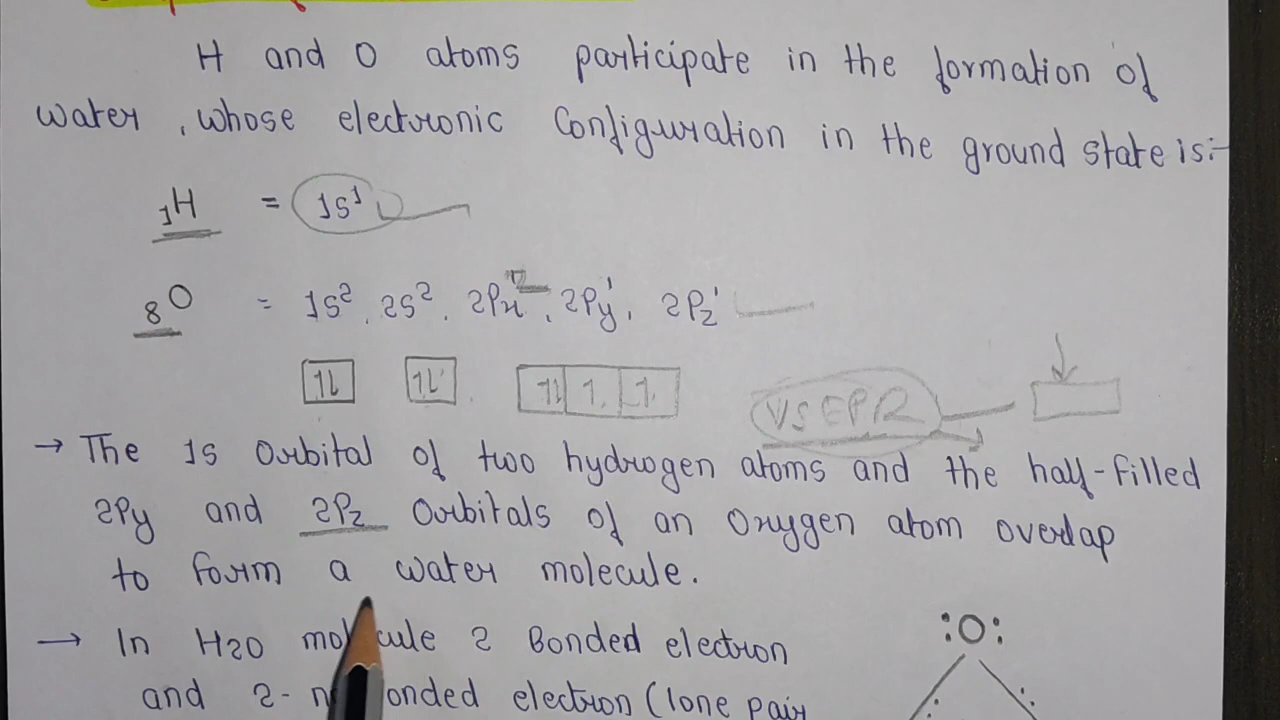 H and O atoms participate in the formation of
water, whose electronic Configuration in the ground state is:-
₁H = 1s¹
₈O = 1s², 2s², 2Px², 2Py¹, 2Pz¹
1l 1l 1l 1 1
VSEPR
→ The 1s Orbital of two hydrogen atoms and the half-filled
2Py and 2Pz Orbitals of an Oxygen atom overlap
to form a water molecule.
→ In H2O molecule 2 Bonded electron
:O:
and 2- electron (lone pair